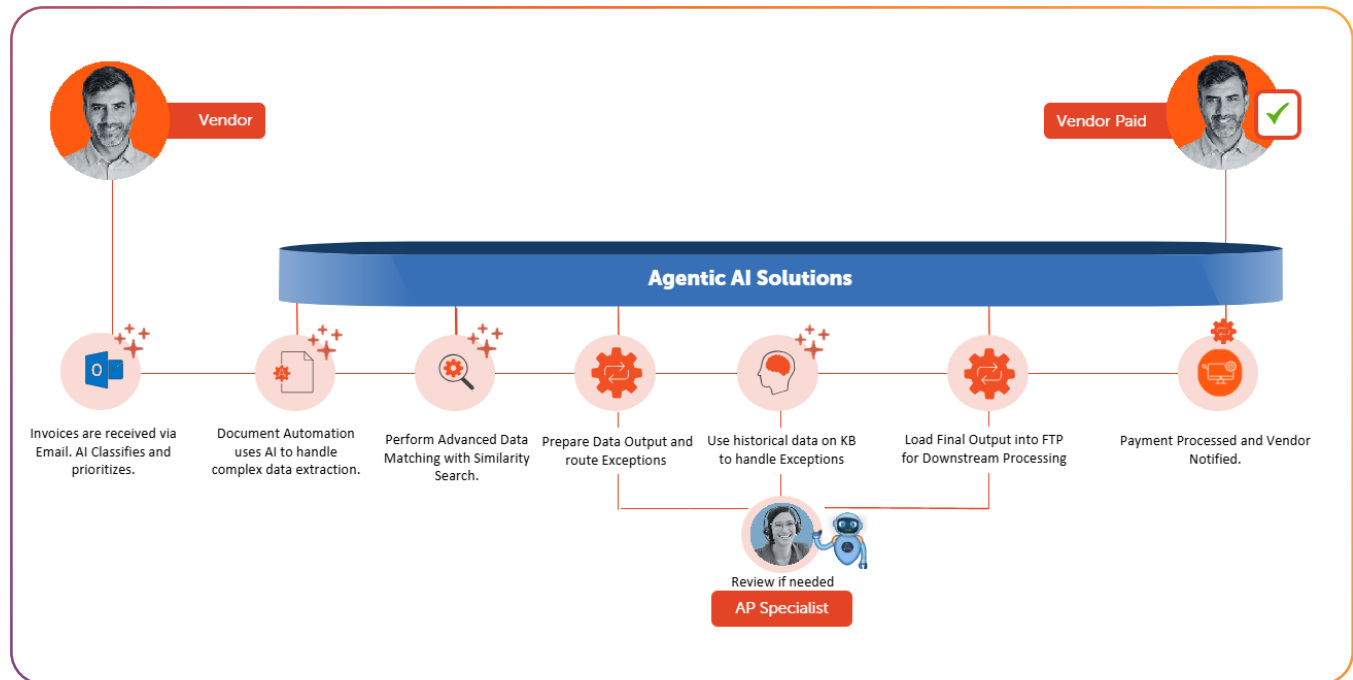 Vendor
Vendor Paid
Agentic AI Solutions
O
Invoices are received via
Email. AI Classifies and
prioritizes.
Document Automation
uses AI to handle
complex data extraction.
Perform Advanced Data
Matching with Similarity
Search.
Prepare Data Output and
route Exceptions
Use historical data on KB
to handle Exceptions
Load Final Output into FTP
for Downstream Processing
Payment Processed and Vendor
Notified.
Review if needed
AP Specialist